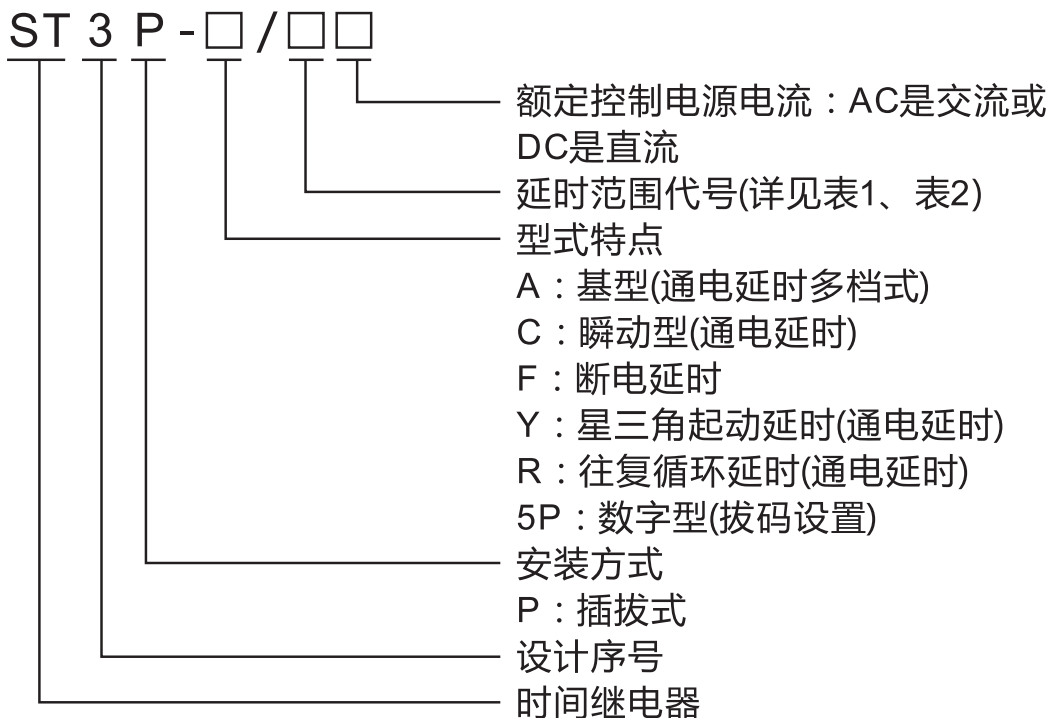 ST3P-□/□□
额定控制电源电流：AC是交流或
DC是直流
延时范围代号(详见表1、表2)
型式特点
A：基型(通电延时多档式)
C：瞬动型(通电延时)
F：断电延时
Y：星三角起动延时(通电延时)
R：往复循环延时(通电延时)
5P：数字型(拔码设置)
安装方式
P：插拔式
设计序号
时间继电器